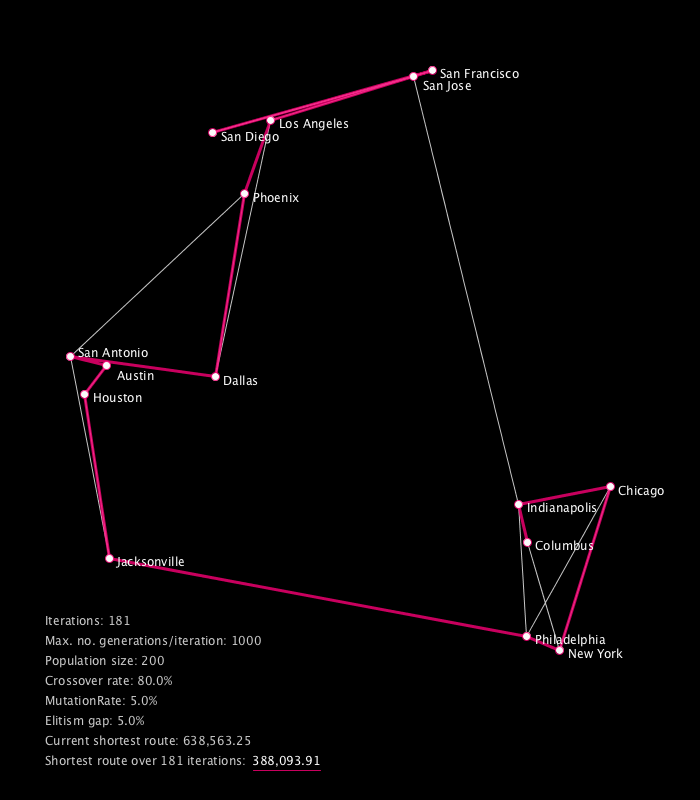 San Francisco
San Jose
Los Angeles
San Diego
Phoenix
San Antonio
Austin
Dallas
Houston
Chicago
Indianapolis
Columbus
Jacksonville
Philadelphia
New York
Iterations: 181
Max. no. generations/iteration: 1000
Population size: 200
Crossover rate: 80.0%
MutationRate: 5.0%
Elitism gap: 5.0%
Current shortest route: 638,563.25
Shortest route over 181 iterations: 388,093.91